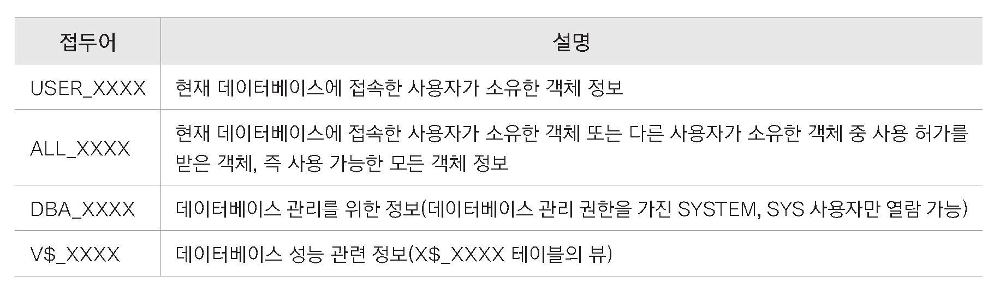 접두어 설명
USER_XXXX 현재 데이터베이스에 접속한 사용자가 소유한 객체 정보
ALL_XXXX 현재 데이터베이스에 접속한 사용자가 소유한 객체 또는 다른 사용자가 소유한 객체 중 사용 허가를
받은 객체, 즉 사용 가능한 모든 객체 정보
DBA_XXXX 데이터베이스 관리를 위한 정보(데이터베이스 관리 권한을 가진 SYSTEM, SYS 사용자만 열람 가능)
V$_XXXX 데이터베이스 성능 관련 정보(X$_XXXX 테이블의 뷰)